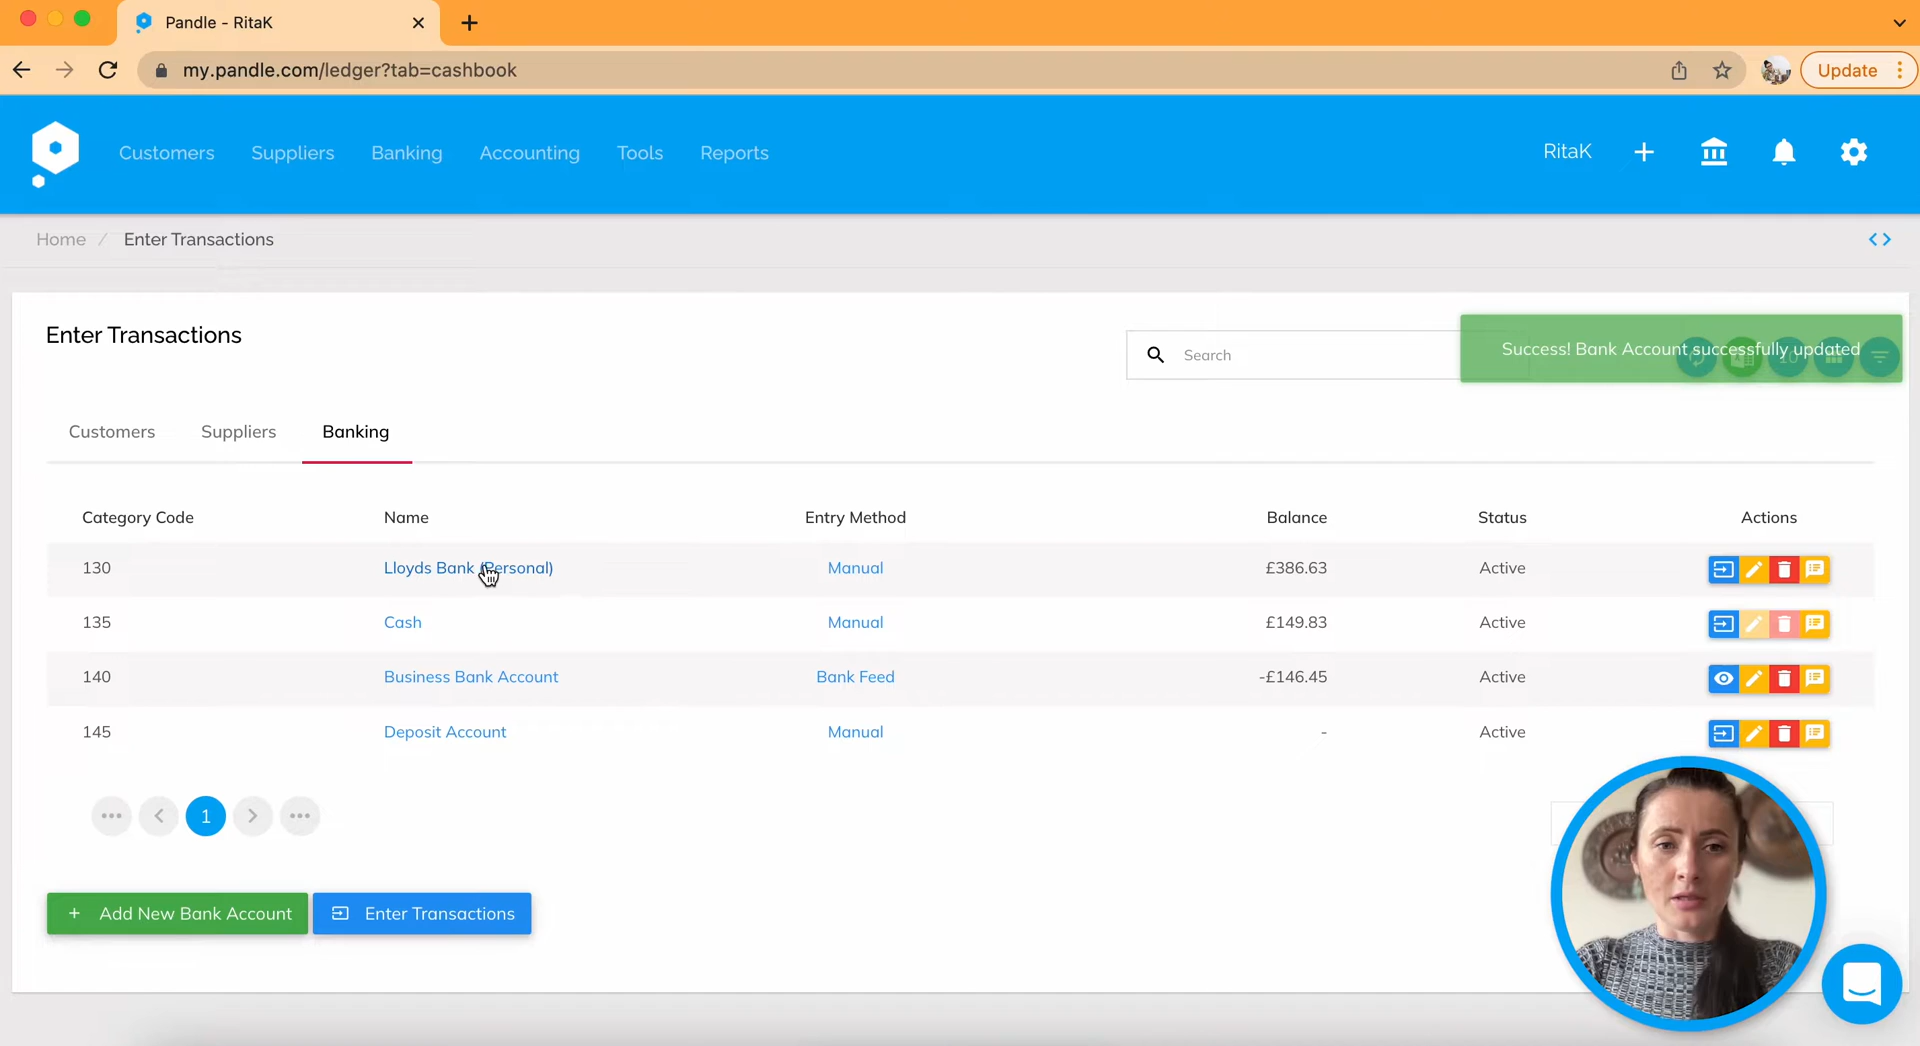 Pandle - RitaK
my.pandle.com/ledger?tab=cashbook
Update
Customers
Suppliers
Banking
Accounting
Tools
Reports
RitaK
Home / Enter Transactions
Enter Transactions
Search
Success! Bank Account successfully updated
Customers
Suppliers
Banking
Category Code Name Entry Method Balance Status Actions
130 Lloyds Bank (Personal) Manual £386.63 Active
135 Cash Manual £149.83 Active
140 Business Bank Account Bank Feed -£146.45 Active
145 Deposit Account Manual - Active
1
+ Add New Bank Account
Enter Transactions